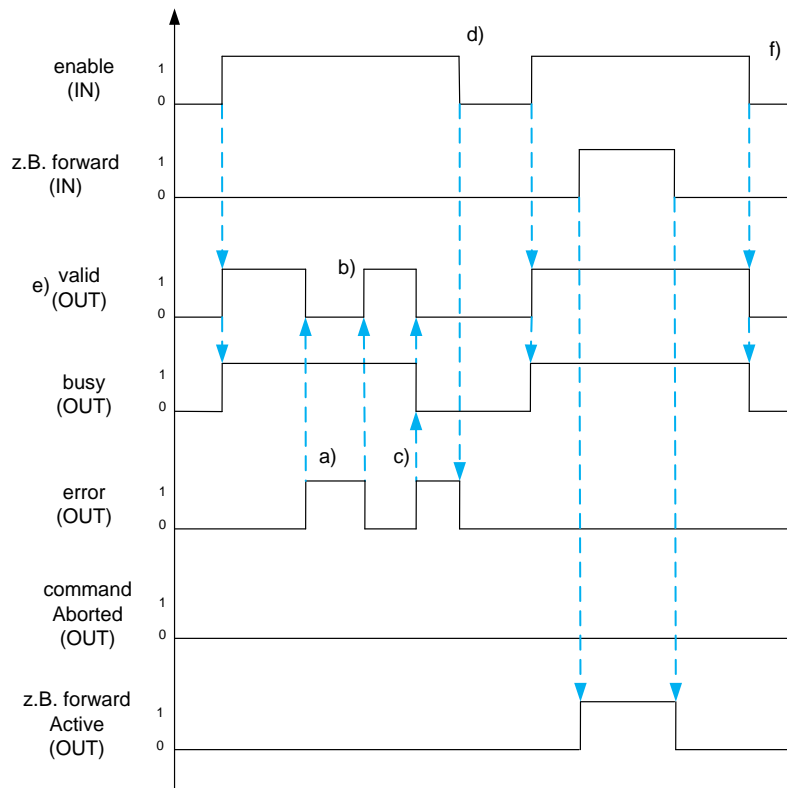 d)
f)
enable
(IN)
1
0
z.B. forward
(IN)
1
0
e)
valid
(OUT)
1
0
b)
busy
(OUT)
1
0
a)
c)
error
(OUT)
1
0
command
Aborted
(OUT)
1
0
z.B. forward
Active
(OUT)
1
0